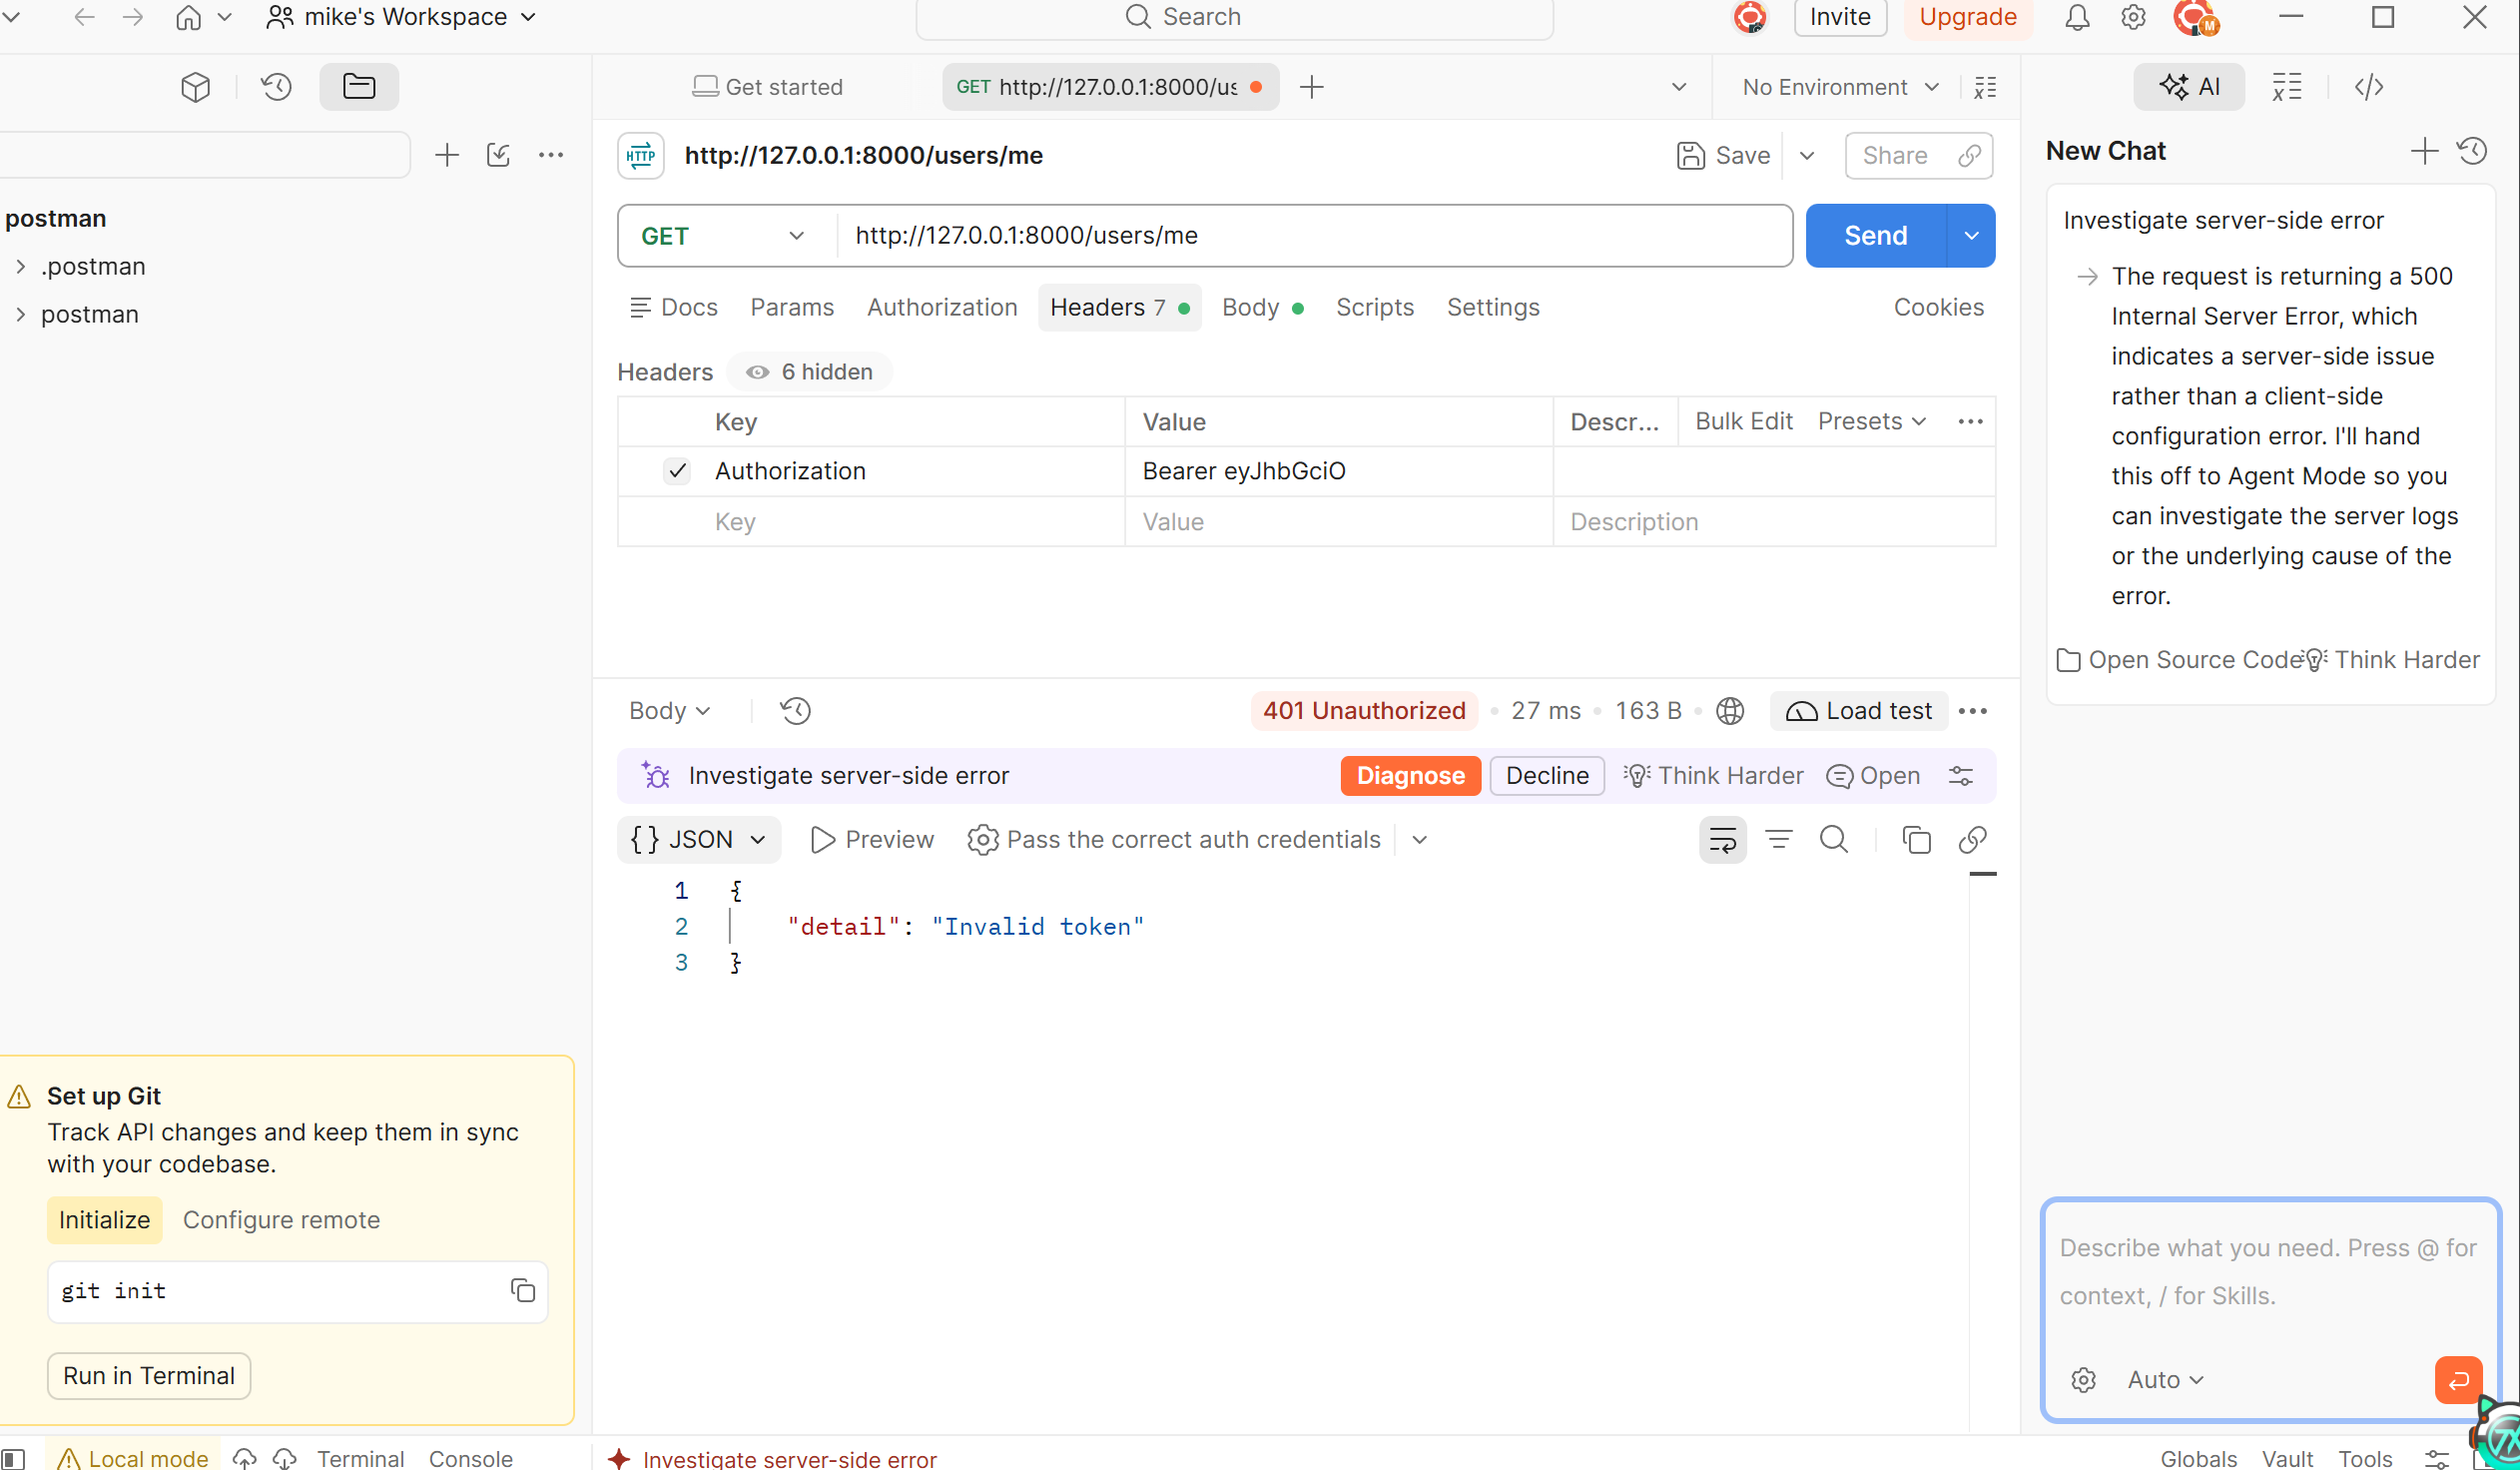 mike's Workspace
Search
Invite
Upgrade
M
Get started
GET http://127.0.0.1:8000/us
No Environment
AI
HTTP
http://127.0.0.1:8000/users/me
Save
Share
New Chat
postman
.postman
postman
GET
http://127.0.0.1:8000/users/me
Send
Docs
Params
Authorization
Headers 7
Body
Scripts
Settings
Cookies
Headers
6 hidden
Key
Value
Descr...
Bulk Edit
Presets
Authorization
Bearer eyJhbGciO
Key
Value
Description
Investigate server-side error
The request is returning a 500
Internal Server Error, which
indicates a server-side issue
rather than a client-side
configuration error. I'll hand
this off to Agent Mode so you
can investigate the server logs
or the underlying cause of the
error.
Open Source Code
Think Harder
Body
401 Unauthorized
27 ms
163 B
Load test
Investigate server-side error
Diagnose
Decline
Think Harder
Open
{} JSON
Preview
Pass the correct auth credentials
1 {
2 "detail": "Invalid token"
3 }
Set up Git
Track API changes and keep them in sync
with your codebase.
Initialize
Configure remote
git init
Run in Terminal
Describe what you need. Press @ for
context, / for Skills.
Auto
Local mode
Terminal
Console
Investigate server-side error
Globals
Vault
Tools